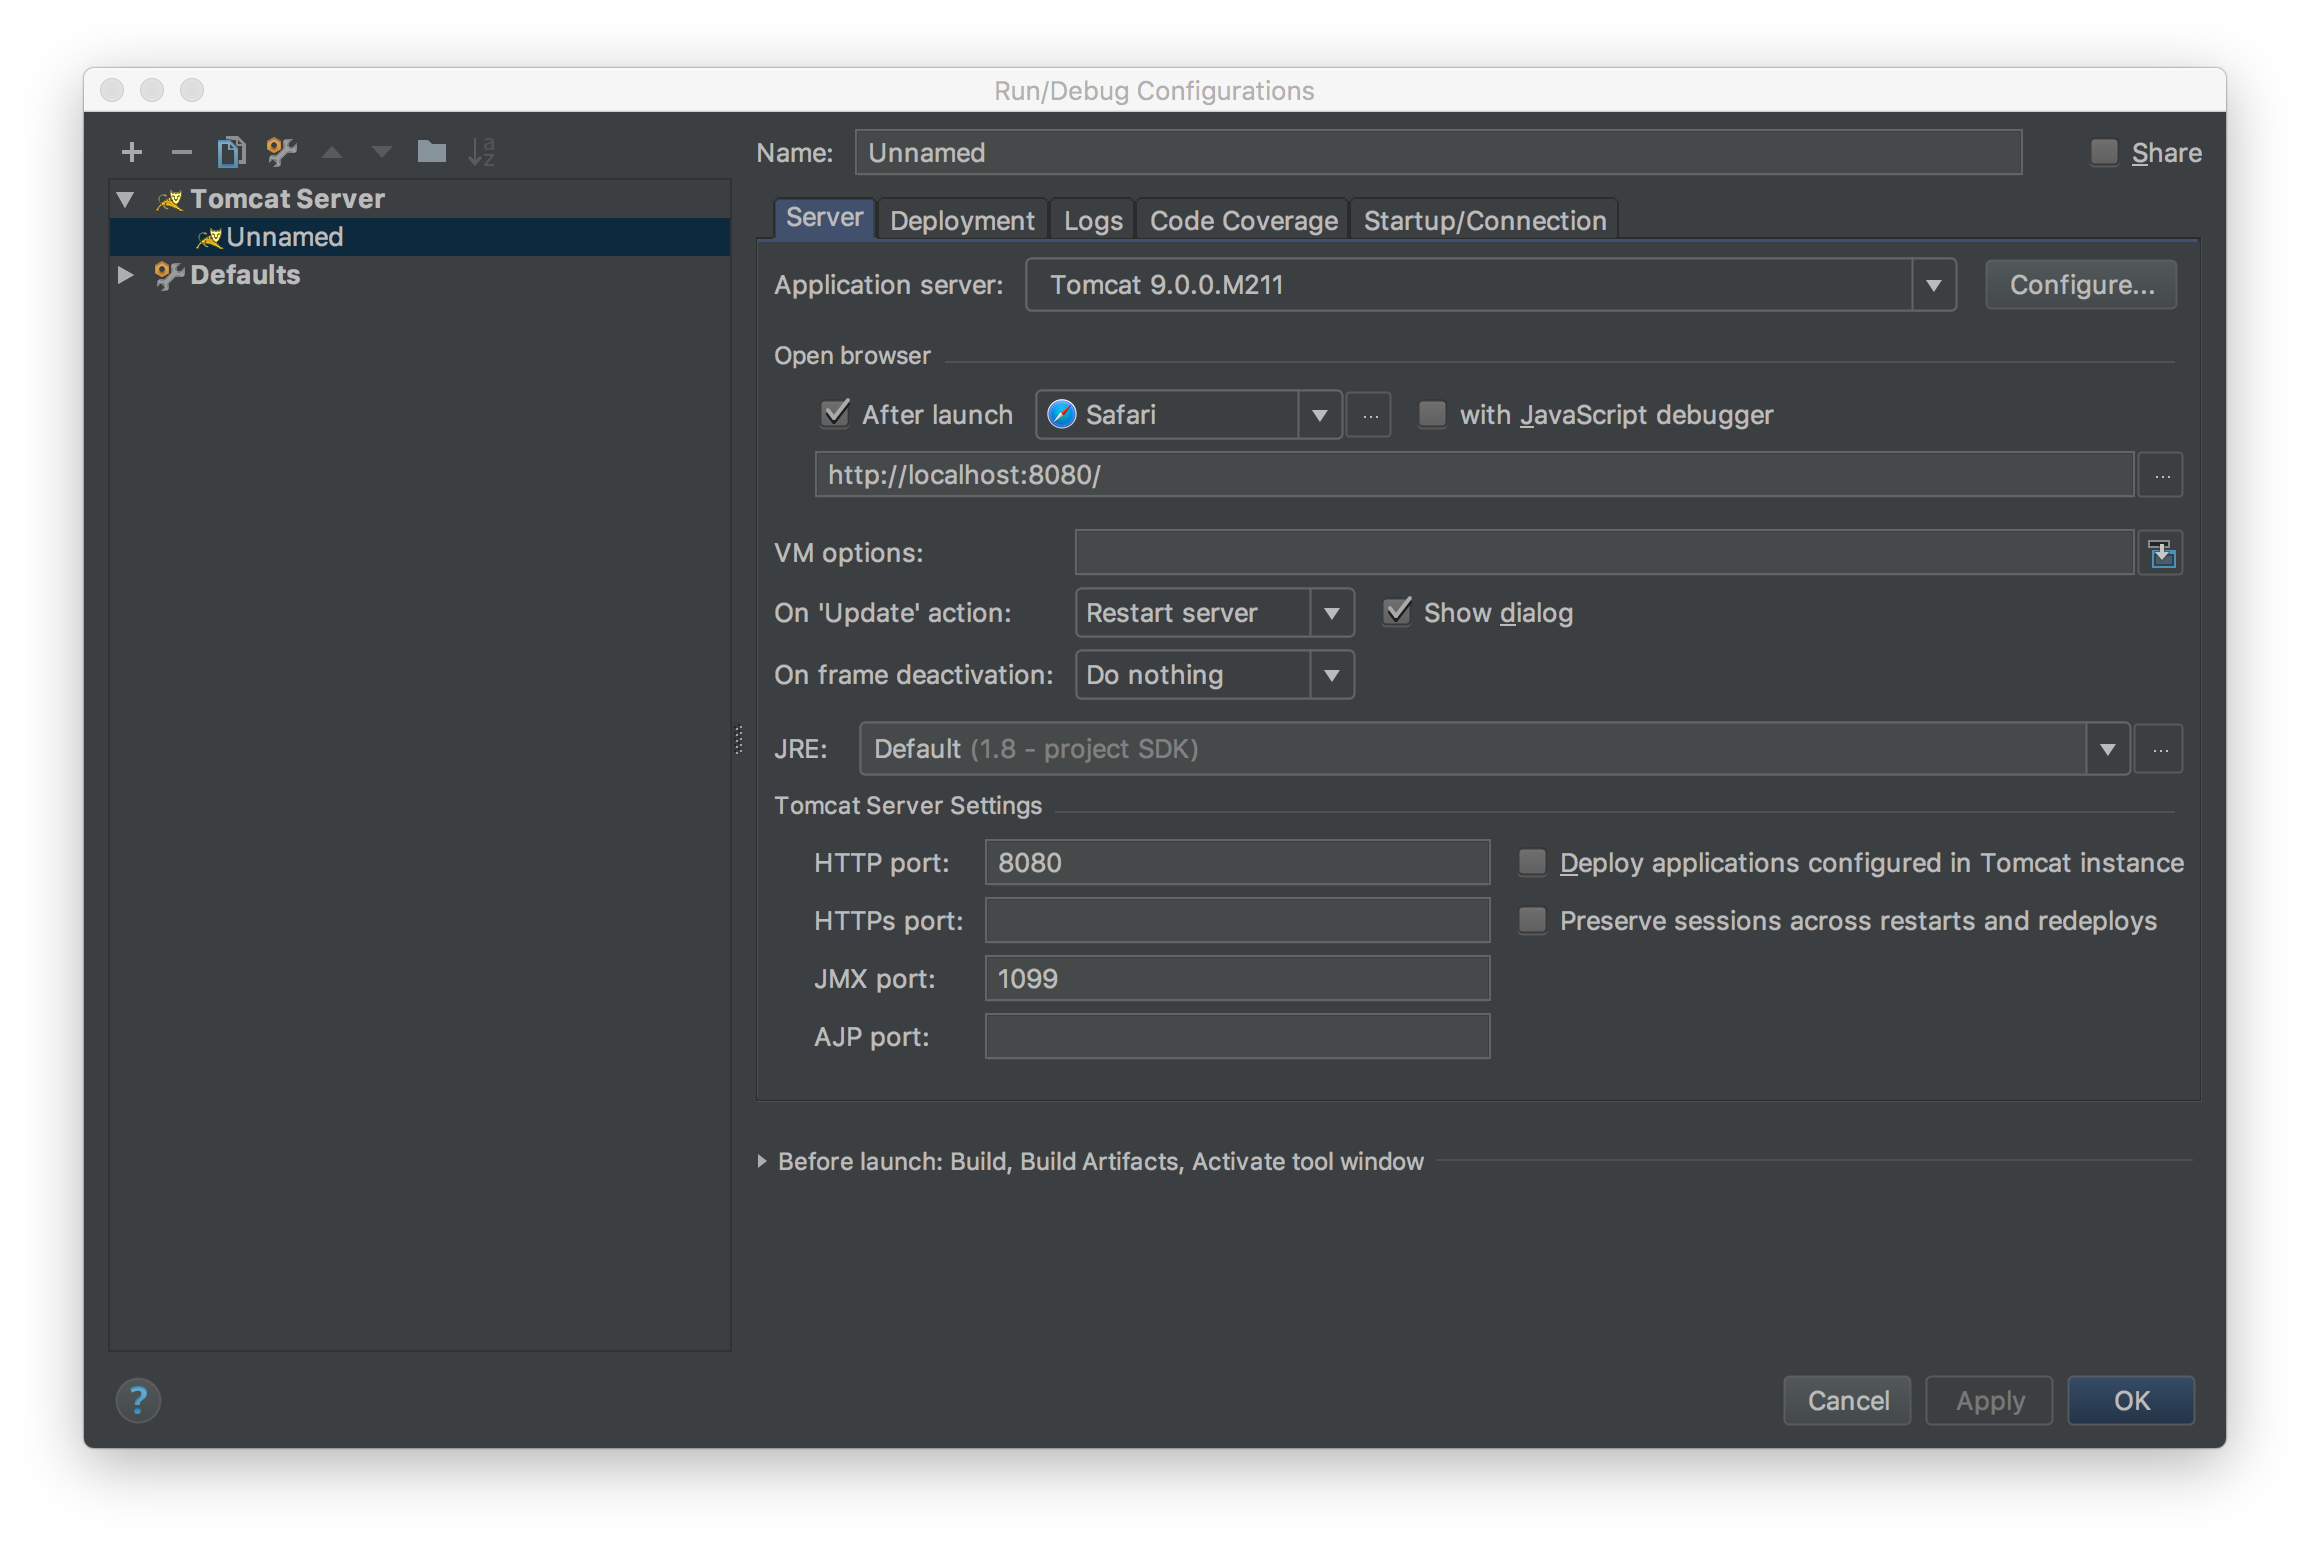 Run/Debug Configurations
Name: Unnamed Share
Tomcat Server
Unnamed
Defaults
Server Deployment Logs Code Coverage Startup/Connection
Application server: Tomcat 9.0.0.M211 Configure...
Open browser
After launch Safari ... with JavaScript debugger
http://localhost:8080/ ...
VM options:
On 'Update' action: Restart server Show dialog
On frame deactivation: Do nothing
JRE: Default (1.8 - project SDK) ...
Tomcat Server Settings
HTTP port: 8080 Deploy applications configured in Tomcat instance
HTTPs port: Preserve sessions across restarts and redeploys
JMX port: 1099
AJP port:
Before launch: Build, Build Artifacts, Activate tool window
? Cancel Apply OK